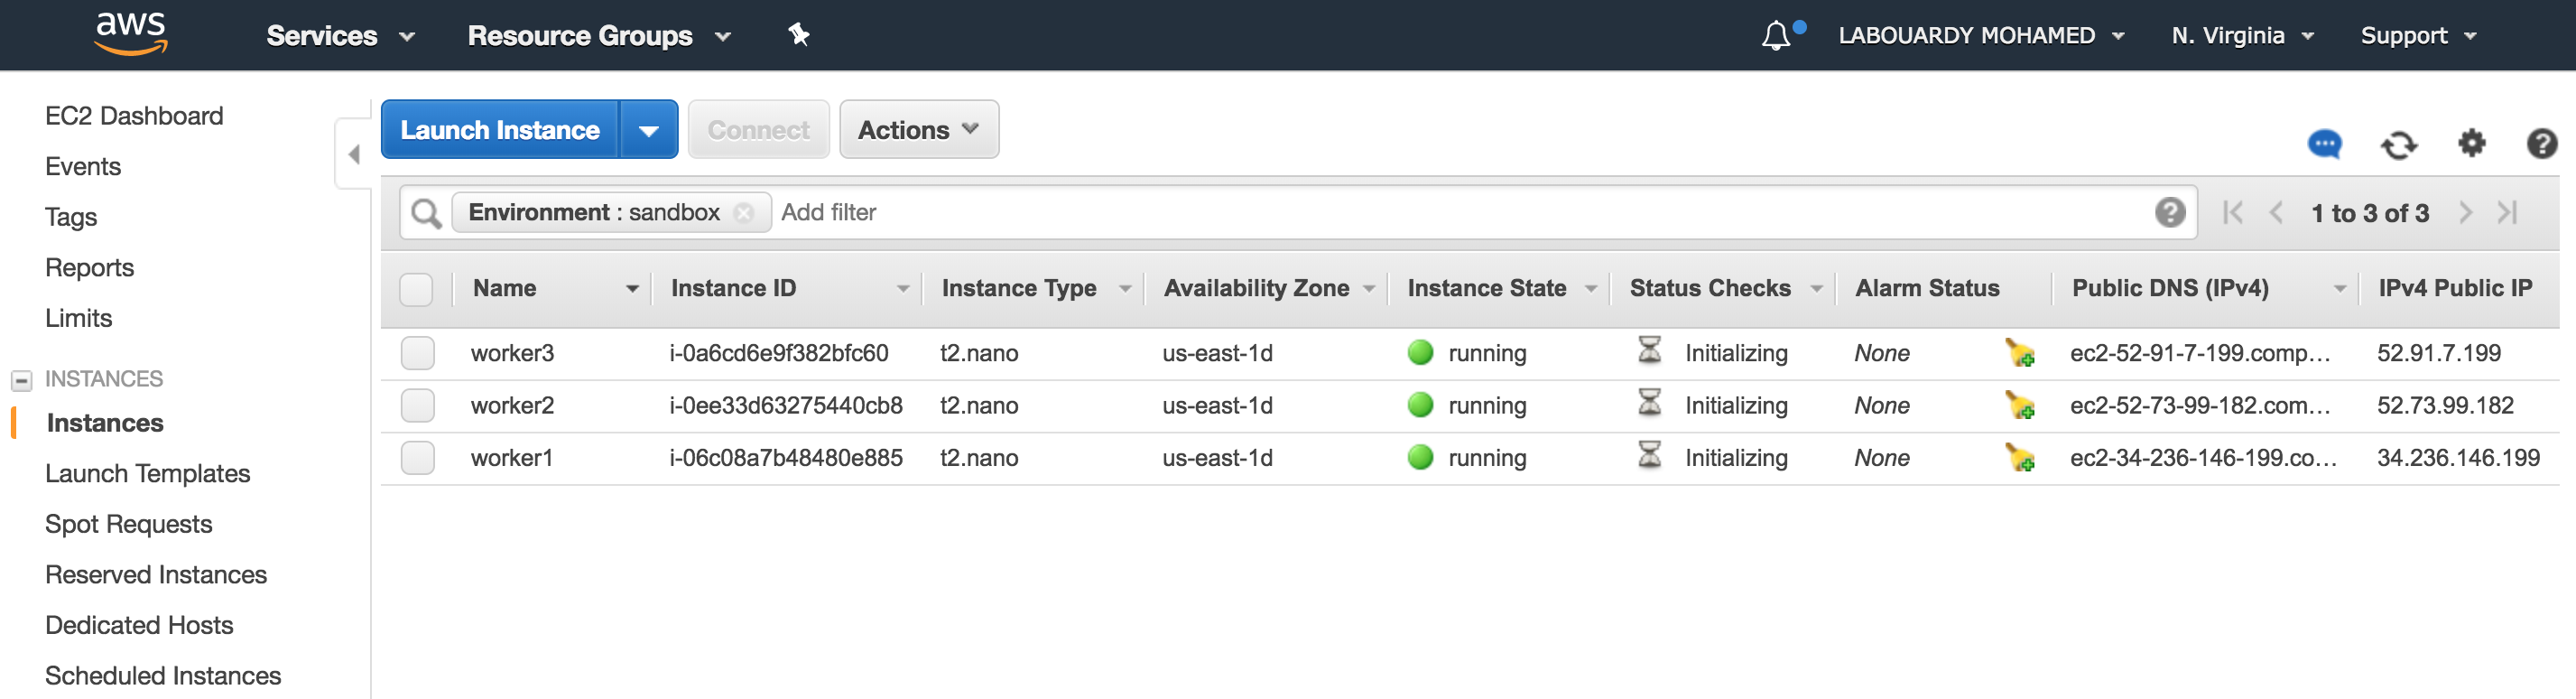 aws Services Resource Groups LABOUARDY MOHAMED N. Virginia Support
EC2 Dashboard
Events
Tags
Reports
Limits
INSTANCES
Instances
Launch Templates
Spot Requests
Reserved Instances
Dedicated Hosts
Scheduled Instances
Launch Instance Connect Actions
Environment : sandbox Add filter 1 to 3 of 3
Name Instance ID Instance Type Availability Zone Instance State Status Checks Alarm Status Public DNS (IPv4) IPv4 Public IP
worker3 i-0a6cd6e9f382bfc60 t2.nano us-east-1d running Initializing None ec2-52-91-7-199.comp... 52.91.7.199
worker2 i-0ee33d63275440cb8 t2.nano us-east-1d running Initializing None ec2-52-73-99-182.com... 52.73.99.182
worker1 i-06c08a7b48480e885 t2.nano us-east-1d running Initializing None ec2-34-236-146-199.co... 34.236.146.199